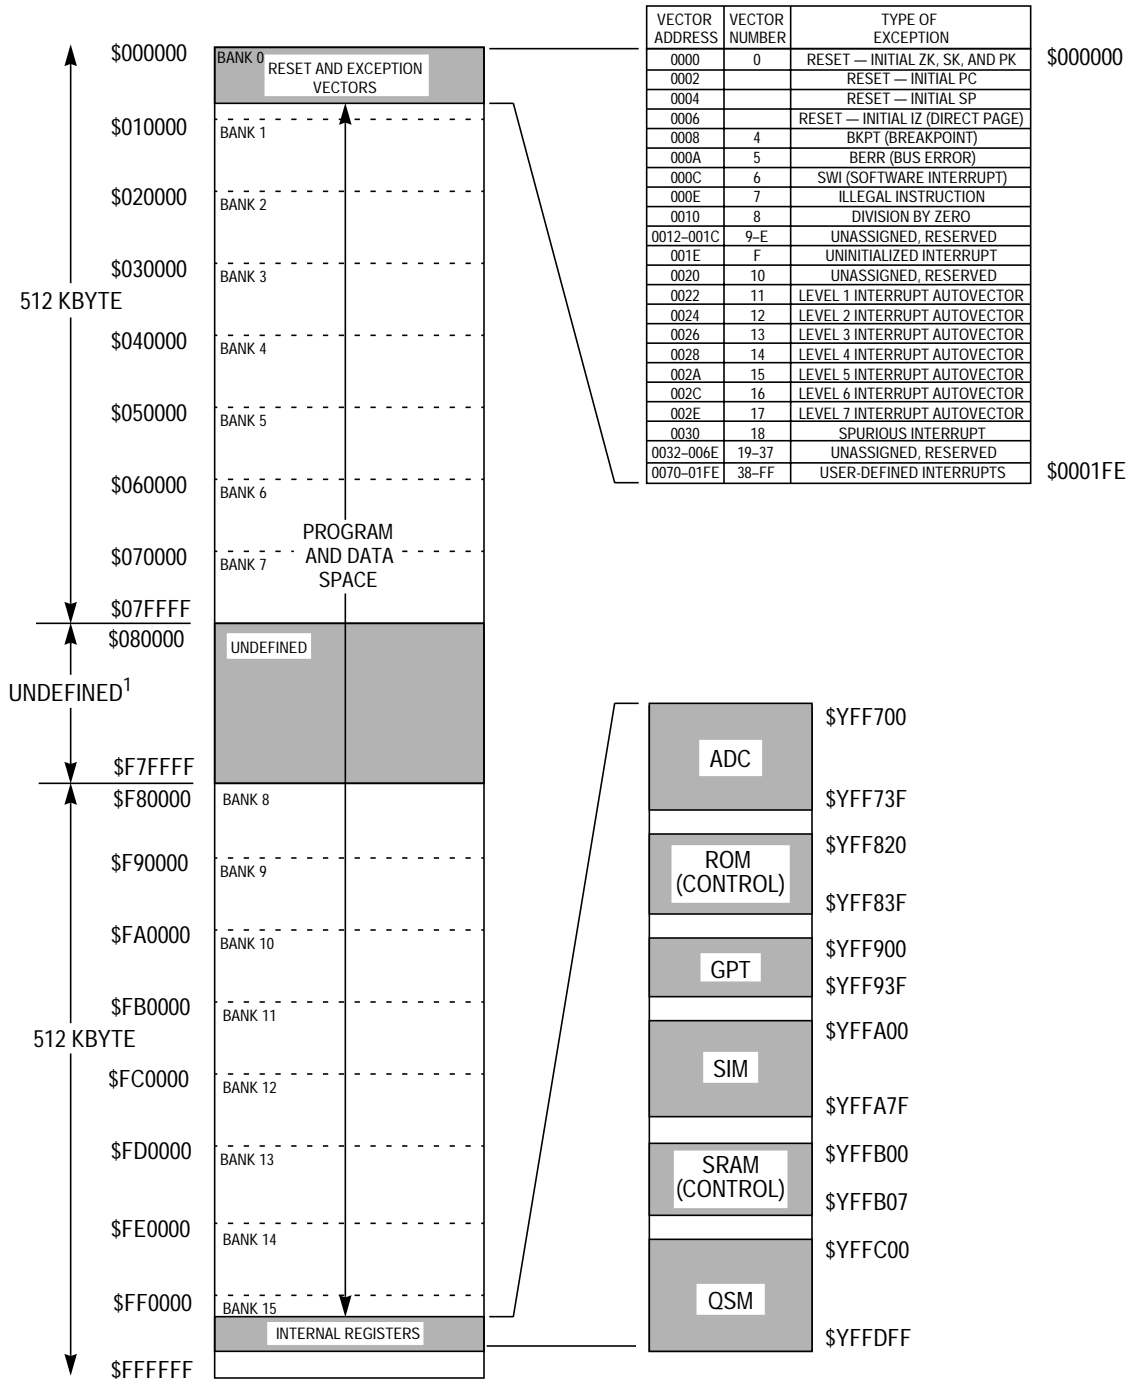 VECTOR ADDRESS VECTOR NUMBER TYPE OF EXCEPTION
0000 0 RESET — INITIAL ZK, SK, AND PK
0002 RESET — INITIAL PC
0004 RESET — INITIAL SP
0006 RESET — INITIAL IZ (DIRECT PAGE)
0008 4 BKPT (BREAKPOINT)
000A 5 BERR (BUS ERROR)
000C 6 SWI (SOFTWARE INTERRUPT)
000E 7 ILLEGAL INSTRUCTION
0010 8 DIVISION BY ZERO
0012–001C 9–E UNASSIGNED, RESERVED
001E F UNINITIALIZED INTERRUPT
0020 10 UNASSIGNED, RESERVED
0022 11 LEVEL 1 INTERRUPT AUTOVECTOR
0024 12 LEVEL 2 INTERRUPT AUTOVECTOR
0026 13 LEVEL 3 INTERRUPT AUTOVECTOR
0028 14 LEVEL 4 INTERRUPT AUTOVECTOR
002A 15 LEVEL 5 INTERRUPT AUTOVECTOR
002C 16 LEVEL 6 INTERRUPT AUTOVECTOR
002E 17 LEVEL 7 INTERRUPT AUTOVECTOR
0030 18 SPURIOUS INTERRUPT
0032–006E 19–37 UNASSIGNED, RESERVED
0070–01FE 38–FF USER-DEFINED INTERRUPTS
$000000
$0001FE
$000000
BANK 0
RESET AND EXCEPTION
VECTORS
$010000
BANK 1
$020000
BANK 2
$030000
BANK 3
512 KBYTE
$040000
BANK 4
$050000
BANK 5
$060000
BANK 6
PROGRAM
AND DATA
SPACE
$070000
BANK 7
$07FFFF
$080000
UNDEFINED
UNDEFINED1
$F7FFFF
$F80000
BANK 8
$F90000
BANK 9
$FA0000
BANK 10
$FB0000
BANK 11
512 KBYTE
$FC0000
BANK 12
$FD0000
BANK 13
$FE0000
BANK 14
$FF0000
BANK 15
INTERNAL REGISTERS
$FFFFFF
$YFF700
ADC
$YFF73F
$YFF820
ROM
(CONTROL)
$YFF83F
$YFF900
GPT
$YFF93F
$YFFA00
SIM
$YFFA7F
$YFFB00
SRAM
(CONTROL)
$YFFB07
$YFFC00
QSM
$YFFDFF